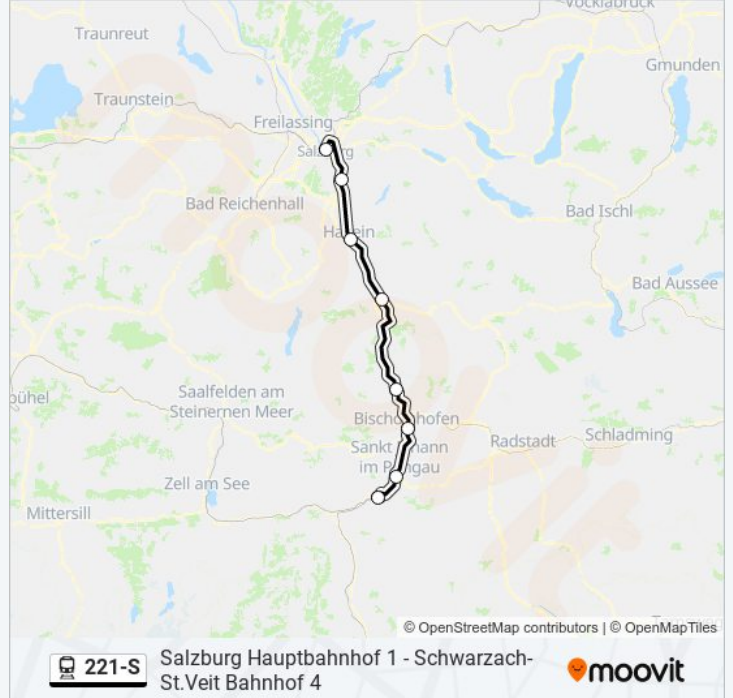 Vöcklabruck
Traunreut
Gmunden
Traunstein
Freilassing
Salzburg
Bad Reichenhall
Bad Ischl
Hallein
Bad Aussee
Saalfelden am
Steinernen Meer
Bischofshofen
Radstadt
Schladming
Sankt Johann
im Pongau
Zell am See
Mittersill
© OpenStreetMap contributors | © OpenMapTiles
221-S
Salzburg Hauptbahnhof 1 - Schwarzach-
St.Veit Bahnhof 4
moovit